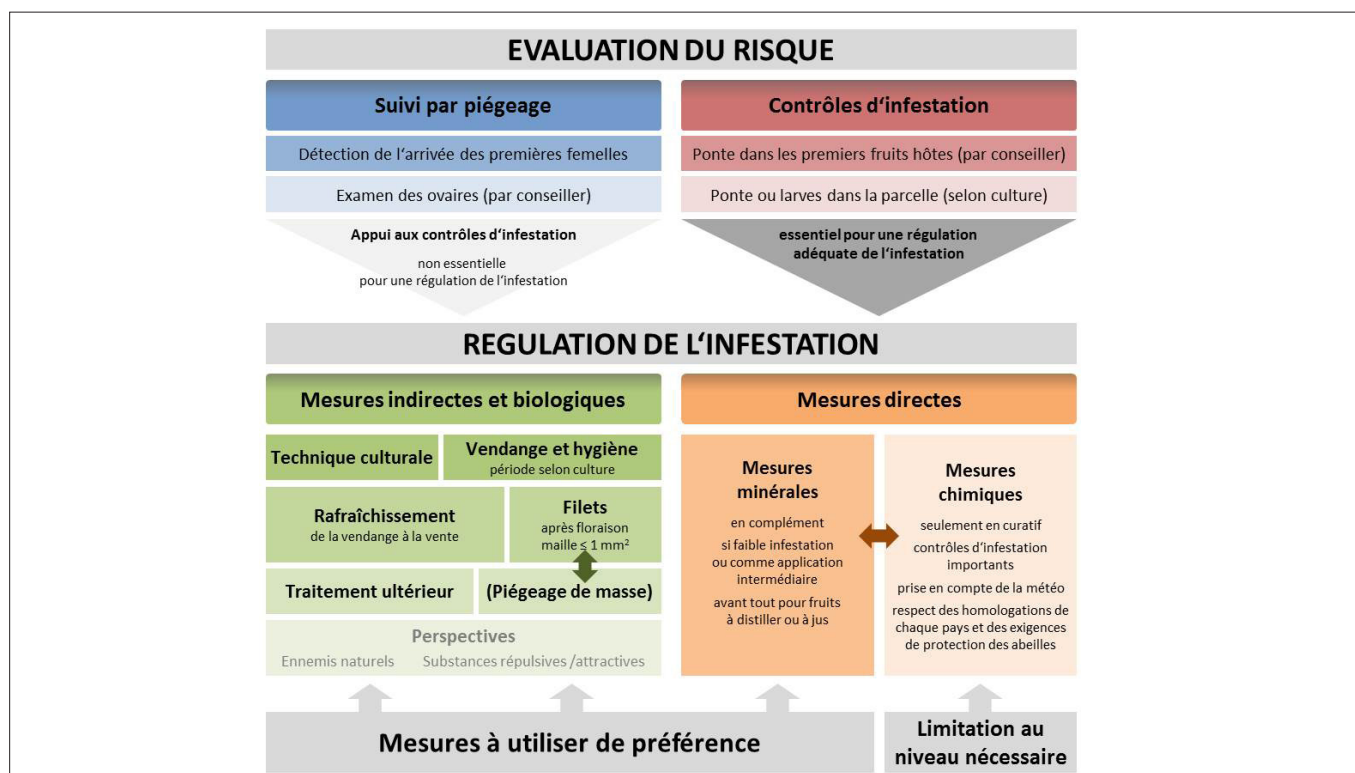 EVALUATION DU RISQUE
Suivi par piégeage
Détection de l‘arrivée des premières femelles
Examen des ovaires (par conseiller)
Appui aux contrôles d‘infestation
non essentielle
pour une régulation de l‘infestation
Contrôles d‘infestation
Ponte dans les premiers fruits hôtes (par conseiller)
Ponte ou larves dans la parcelle (selon culture)
essentiel pour une régulation
adéquate de l‘infestation
REGULATION DE L‘INFESTATION
Mesures indirectes et biologiques
Technique culturale
Vendange et hygiène
période selon culture
Rafraîchissement
de la vendange à la vente
Filets
après floraison
maille ≤ 1 mm²
Traitement ultérieur
(Piégeage de masse)
Perspectives
Ennemis naturels
Substances répulsives /attractives
Mesures directes
Mesures
minérales
en complément
si faible infestation
ou comme application
intermédiaire
avant tout pour fruits
à distiller ou à jus
Mesures
chimiques
seulement en curatif
contrôles d‘infestation
importants
prise en compte de la météo
respect des homologations de
chaque pays et des exigences
de protection des abeilles
Mesures à utiliser de préférence
Limitation au
niveau nécessaire